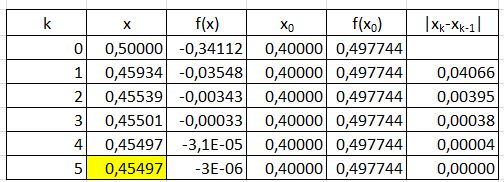 k x f(x) x0 f(x0) |xk-xk-1|
0 0,50000 -0,34112 0,40000 0,497744
1 0,45934 -0,03548 0,40000 0,497744 0,04066
2 0,45539 -0,00343 0,40000 0,497744 0,00395
3 0,45501 -0,00033 0,40000 0,497744 0,00038
4 0,45497 -3,1E-05 0,40000 0,497744 0,00004
5 0,45497 -3E-06 0,40000 0,497744 0,00000